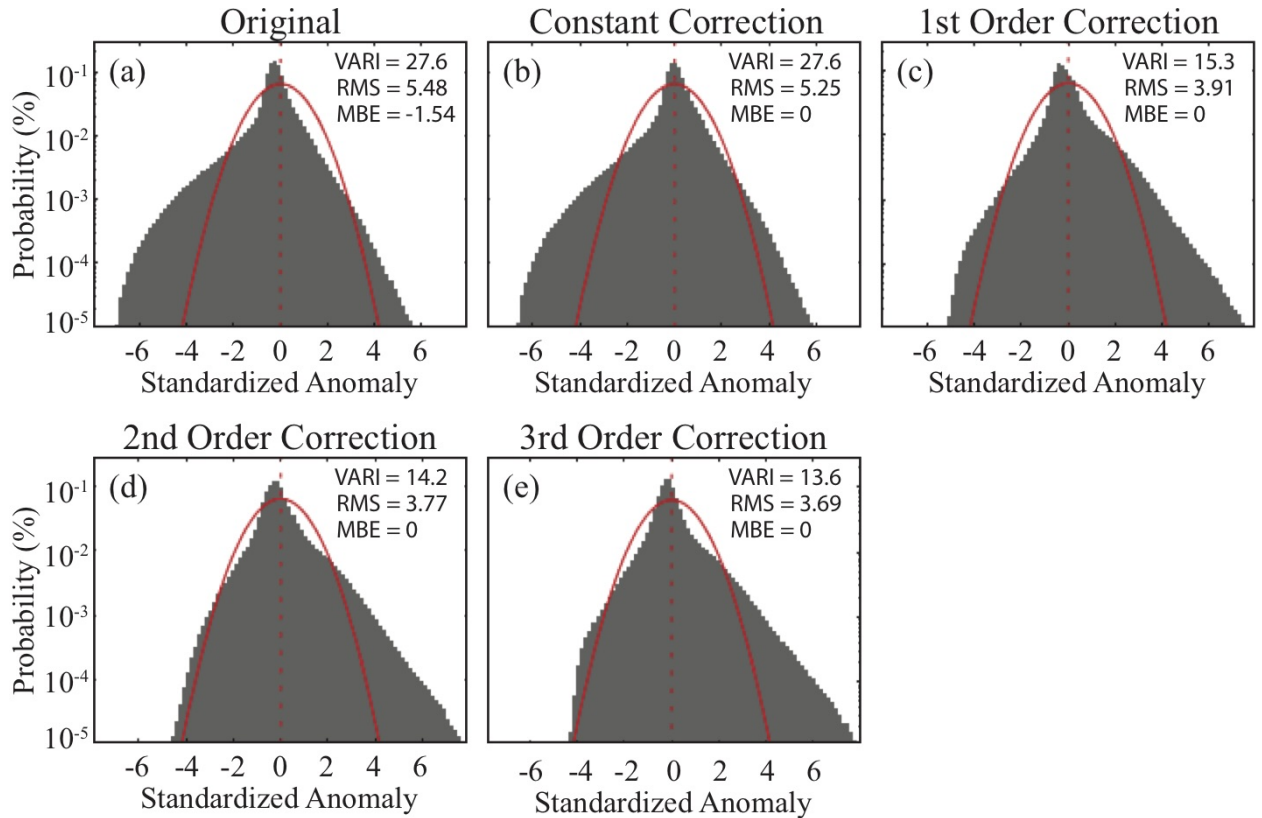 Original
(a)
VARI = 27.6
RMS = 5.48
MBE = -1.54
Probability (%)
10-1
10-2
10-3
10-4
10-5
-6 -4 -2 0 2 4 6
Standardized Anomaly
Constant Correction
(b)
VARI = 27.6
RMS = 5.25
MBE = 0
-6 -4 -2 0 2 4 6
Standardized Anomaly
1st Order Correction
(c)
VARI = 15.3
RMS = 3.91
MBE = 0
-6 -4 -2 0 2 4 6
Standardized Anomaly
2nd Order Correction
(d)
VARI = 14.2
RMS = 3.77
MBE = 0
Probability (%)
10-1
10-2
10-3
10-4
10-5
-6 -4 -2 0 2 4 6
Standardized Anomaly
3rd Order Correction
(e)
VARI = 13.6
RMS = 3.69
MBE = 0
-6 -4 -2 0 2 4 6
Standardized Anomaly